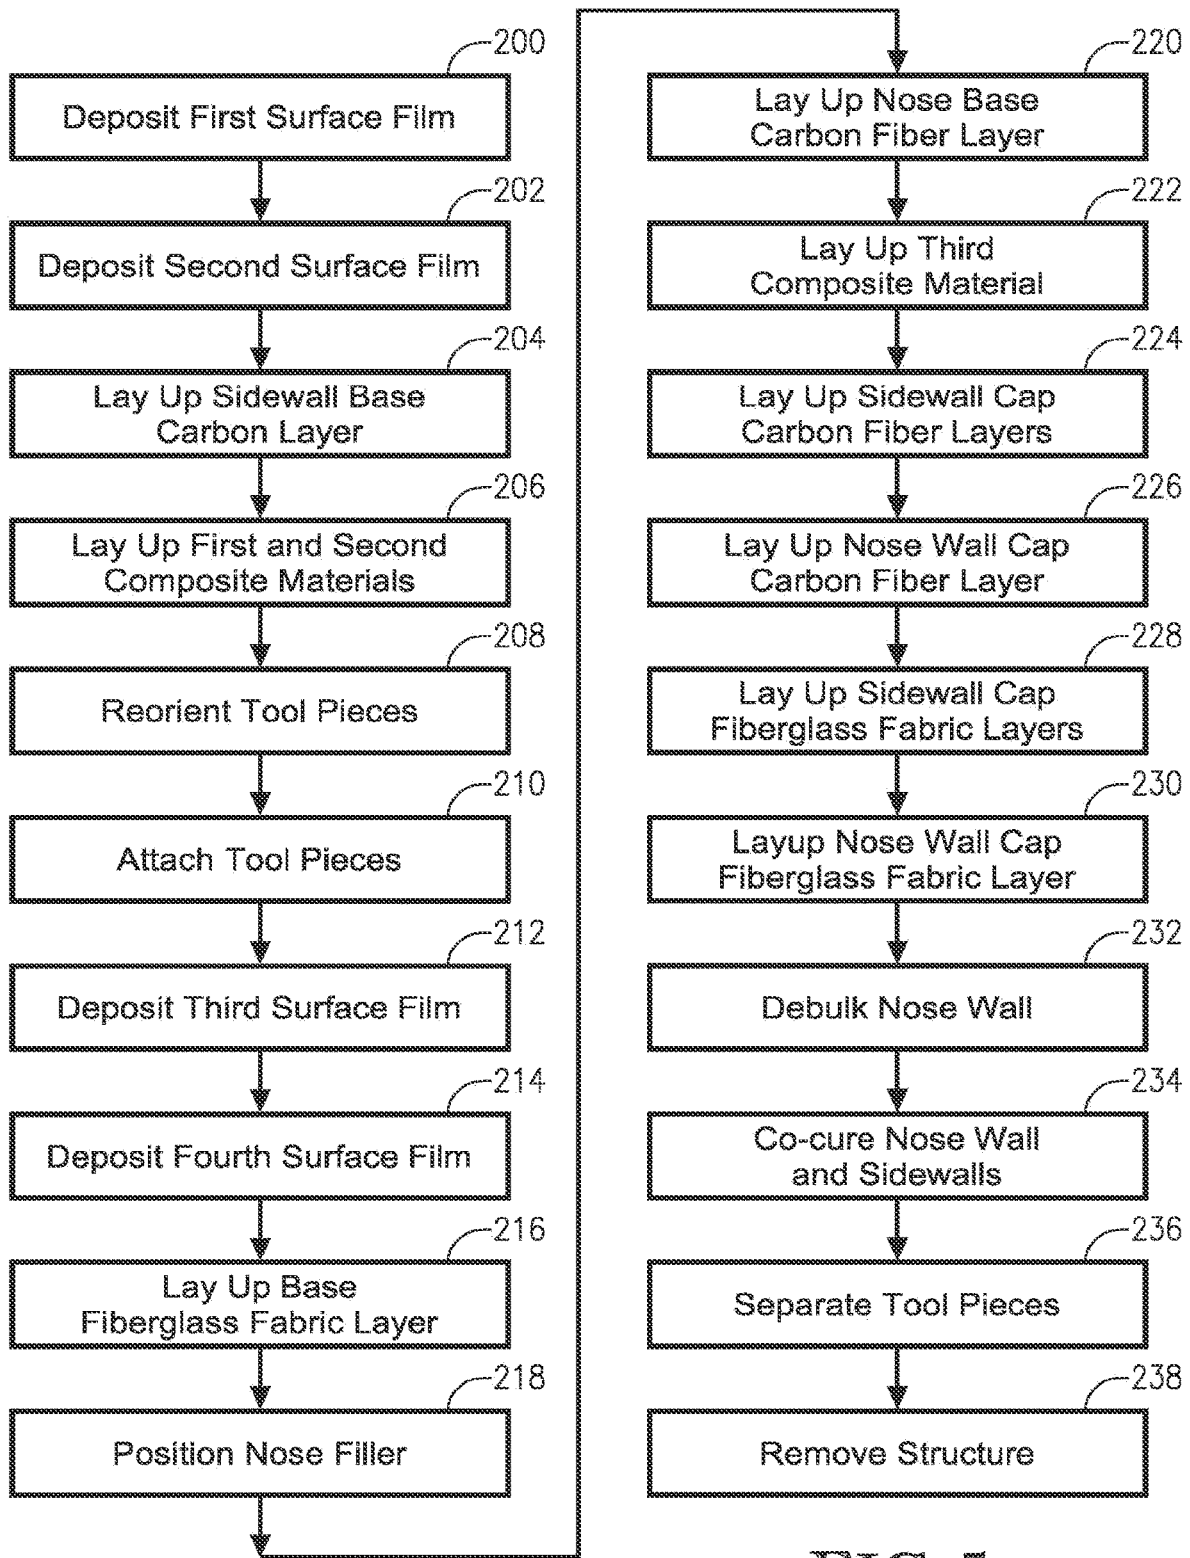 200
Deposit First Surface Film
202
Deposit Second Surface Film
204
Lay Up Sidewall Base
Carbon Layer
206
Lay Up First and Second
Composite Materials
208
Reorient Tool Pieces
210
Attach Tool Pieces
212
Deposit Third Surface Film
214
Deposit Fourth Surface Film
216
Lay Up Base
Fiberglass Fabric Layer
218
Position Nose Filler
220
Lay Up Nose Base
Carbon Fiber Layer
222
Lay Up Third
Composite Material
224
Lay Up Sidewall Cap
Carbon Fiber Layers
226
Lay Up Nose Wall Cap
Carbon Fiber Layer
228
Lay Up Sidewall Cap
Fiberglass Fabric Layers
230
Layup Nose Wall Cap
Fiberglass Fabric Layer
232
Debulk Nose Wall
234
Co-cure Nose Wall
and Sidewalls
236
Separate Tool Pieces
238
Remove Structure